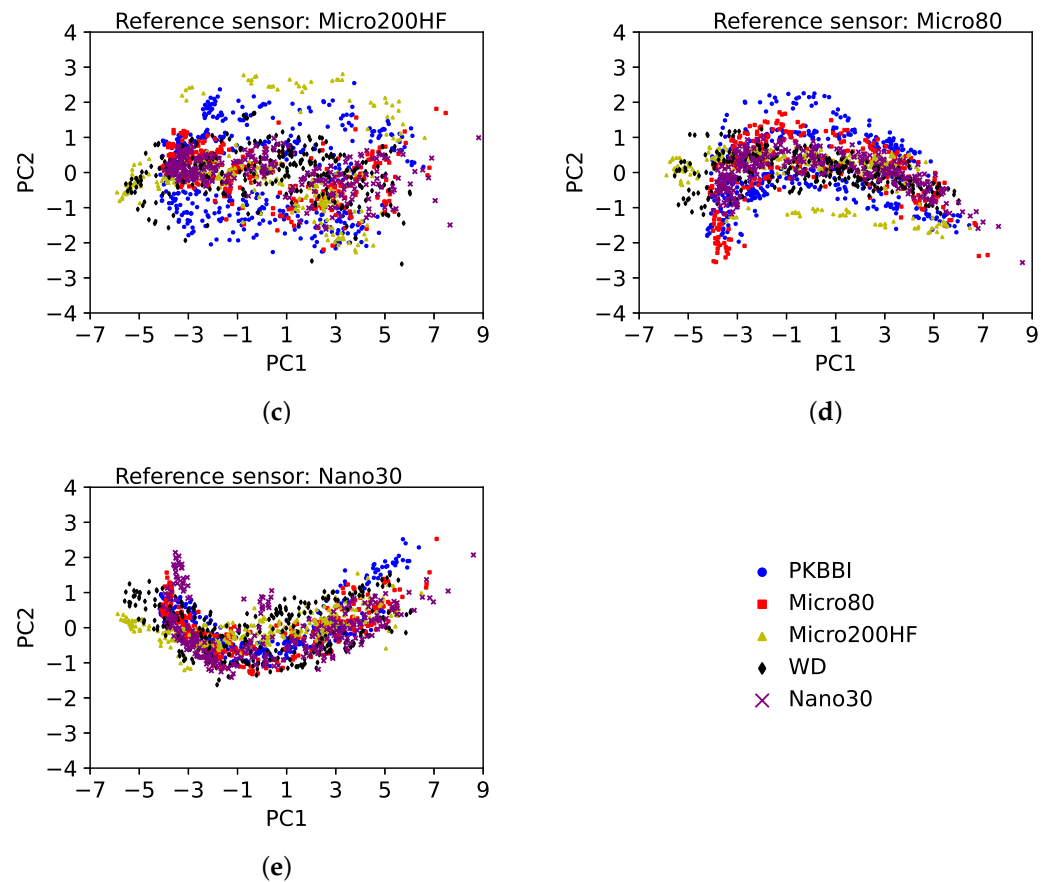 Reference sensor: Micro200HF
4
3
2
1
0
−1
−2
−3
−4
PC2
−7 −5 −3 −1 1 3 5 7 9
PC1
(c)
Reference sensor: Micro80
4
3
2
1
0
−1
−2
−3
−4
PC2
−7 −5 −3 −1 1 3 5 7 9
PC1
(d)
Reference sensor: Nano30
4
3
2
1
0
−1
−2
−3
−4
PC2
−7 −5 −3 −1 1 3 5 7 9
PC1
(e)
PKBBI
Micro80
Micro200HF
WD
Nano30